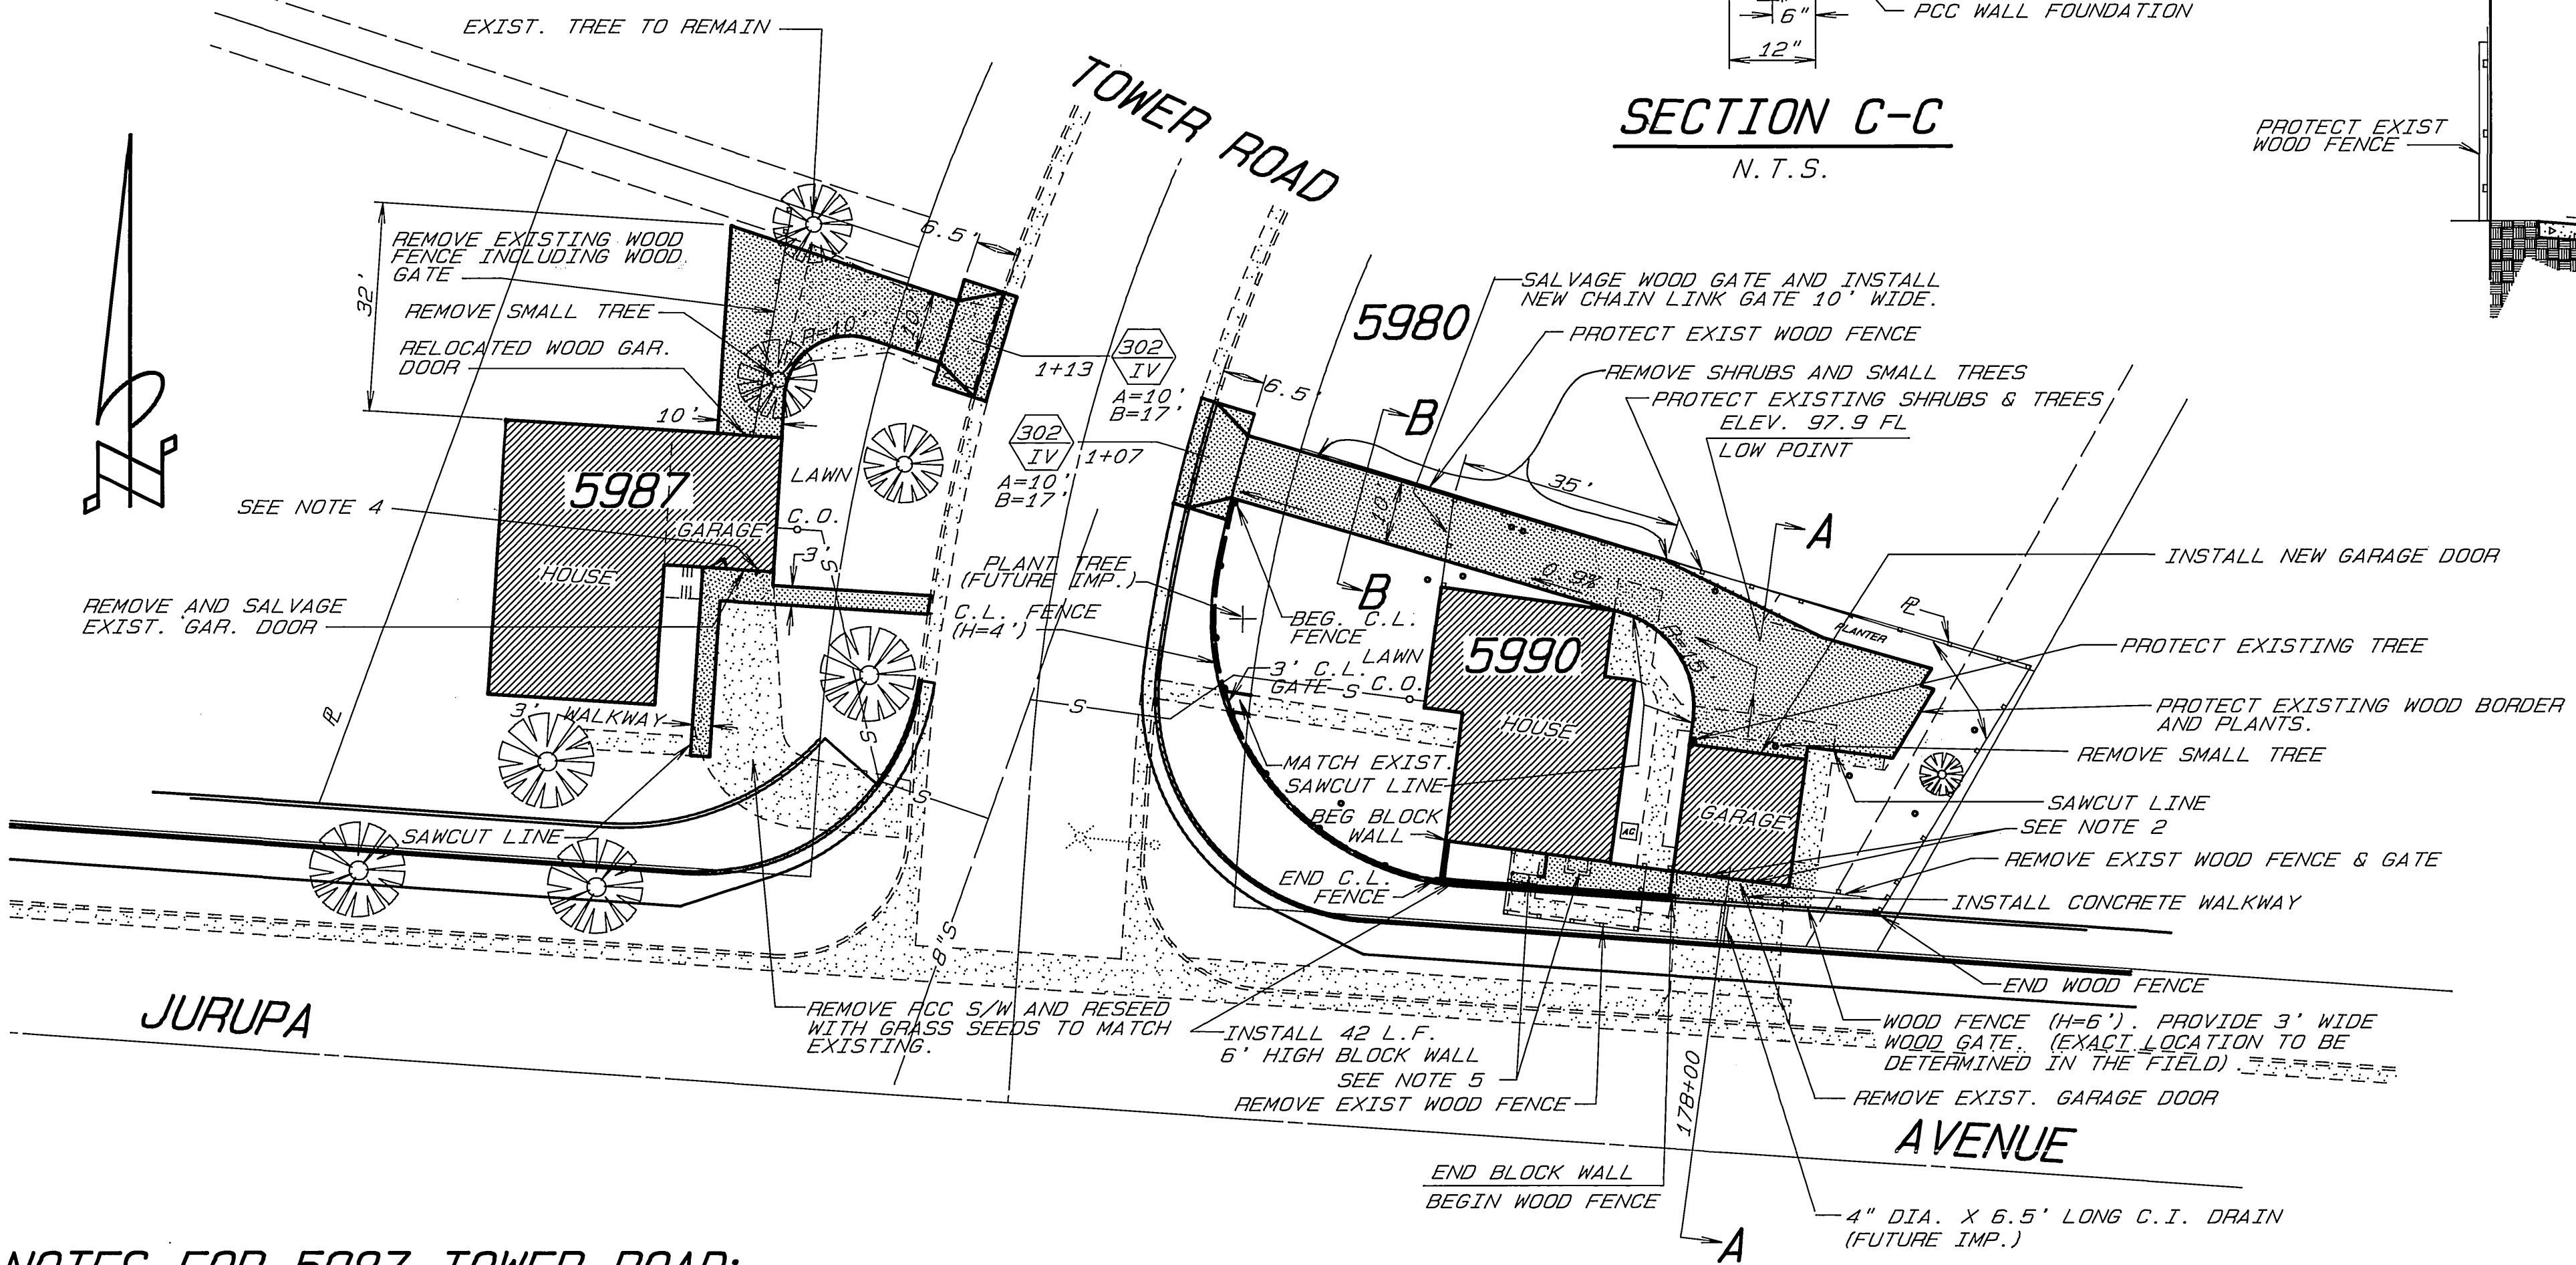 EXIST. TREE TO REMAIN
6"
PCC WALL FOUNDATION
12"
SECTION C-C
N.T.S.
PROTECT EXIST
WOOD FENCE
TOWER ROAD
6.5'
REMOVE EXISTING WOOD
FENCE INCLUDING WOOD
GATE
32'
REMOVE SMALL TREE
RELOCATED WOOD GAR.
DOOR
R=10'
10'
10'
5987
GARAGE
HOUSE
LAWN
C.O.
3'
S
S
S
SEE NOTE 4
REMOVE AND SALVAGE
EXIST. GAR. DOOR
3' WALKWAY
PL
SAWCUT LINE
1+13
302
IV
A=10'
B=17'
302
IV
1+07
A=10'
B=17'
6.5'
5980
SALVAGE WOOD GATE AND INSTALL
NEW CHAIN LINK GATE 10' WIDE.
PROTECT EXIST WOOD FENCE
REMOVE SHRUBS AND SMALL TREES
PROTECT EXISTING SHRUBS & TREES
ELEV. 97.9 FL
LOW POINT
B
B
35'
10'
A
0.9%
PLANT TREE
(FUTURE IMP.)
C.L. FENCE
(H=4')
BEG. C.L.
FENCE
3' C.L.
GATE
S
LAWN
C.O.
S
5990
HOUSE
PLANTER
PL
INSTALL NEW GARAGE DOOR
PROTECT EXISTING TREE
PROTECT EXISTING WOOD BORDER
AND PLANTS.
REMOVE SMALL TREE
SAWCUT LINE
SEE NOTE 2
REMOVE EXIST WOOD FENCE & GATE
INSTALL CONCRETE WALKWAY
MATCH EXIST.
SAWCUT LINE
BEG BLOCK
WALL
AC
GARAGE
END C.L.
FENCE
8"S
END WOOD FENCE
WOOD FENCE (H=6'). PROVIDE 3' WIDE
WOOD GATE. (EXACT LOCATION TO BE
DETERMINED IN THE FIELD).
REMOVE EXIST. GARAGE DOOR
JURUPA
REMOVE PCC S/W AND RESEED
WITH GRASS SEEDS TO MATCH
EXISTING.
INSTALL 42 L.F.
6' HIGH BLOCK WALL
SEE NOTE 5
REMOVE EXIST WOOD FENCE
178+00
AVENUE
END BLOCK WALL
BEGIN WOOD FENCE
A
4" DIA. X 6.5' LONG C.I. DRAIN
(FUTURE IMP.)
NOTES FOR 5987 TOWER ROAD: